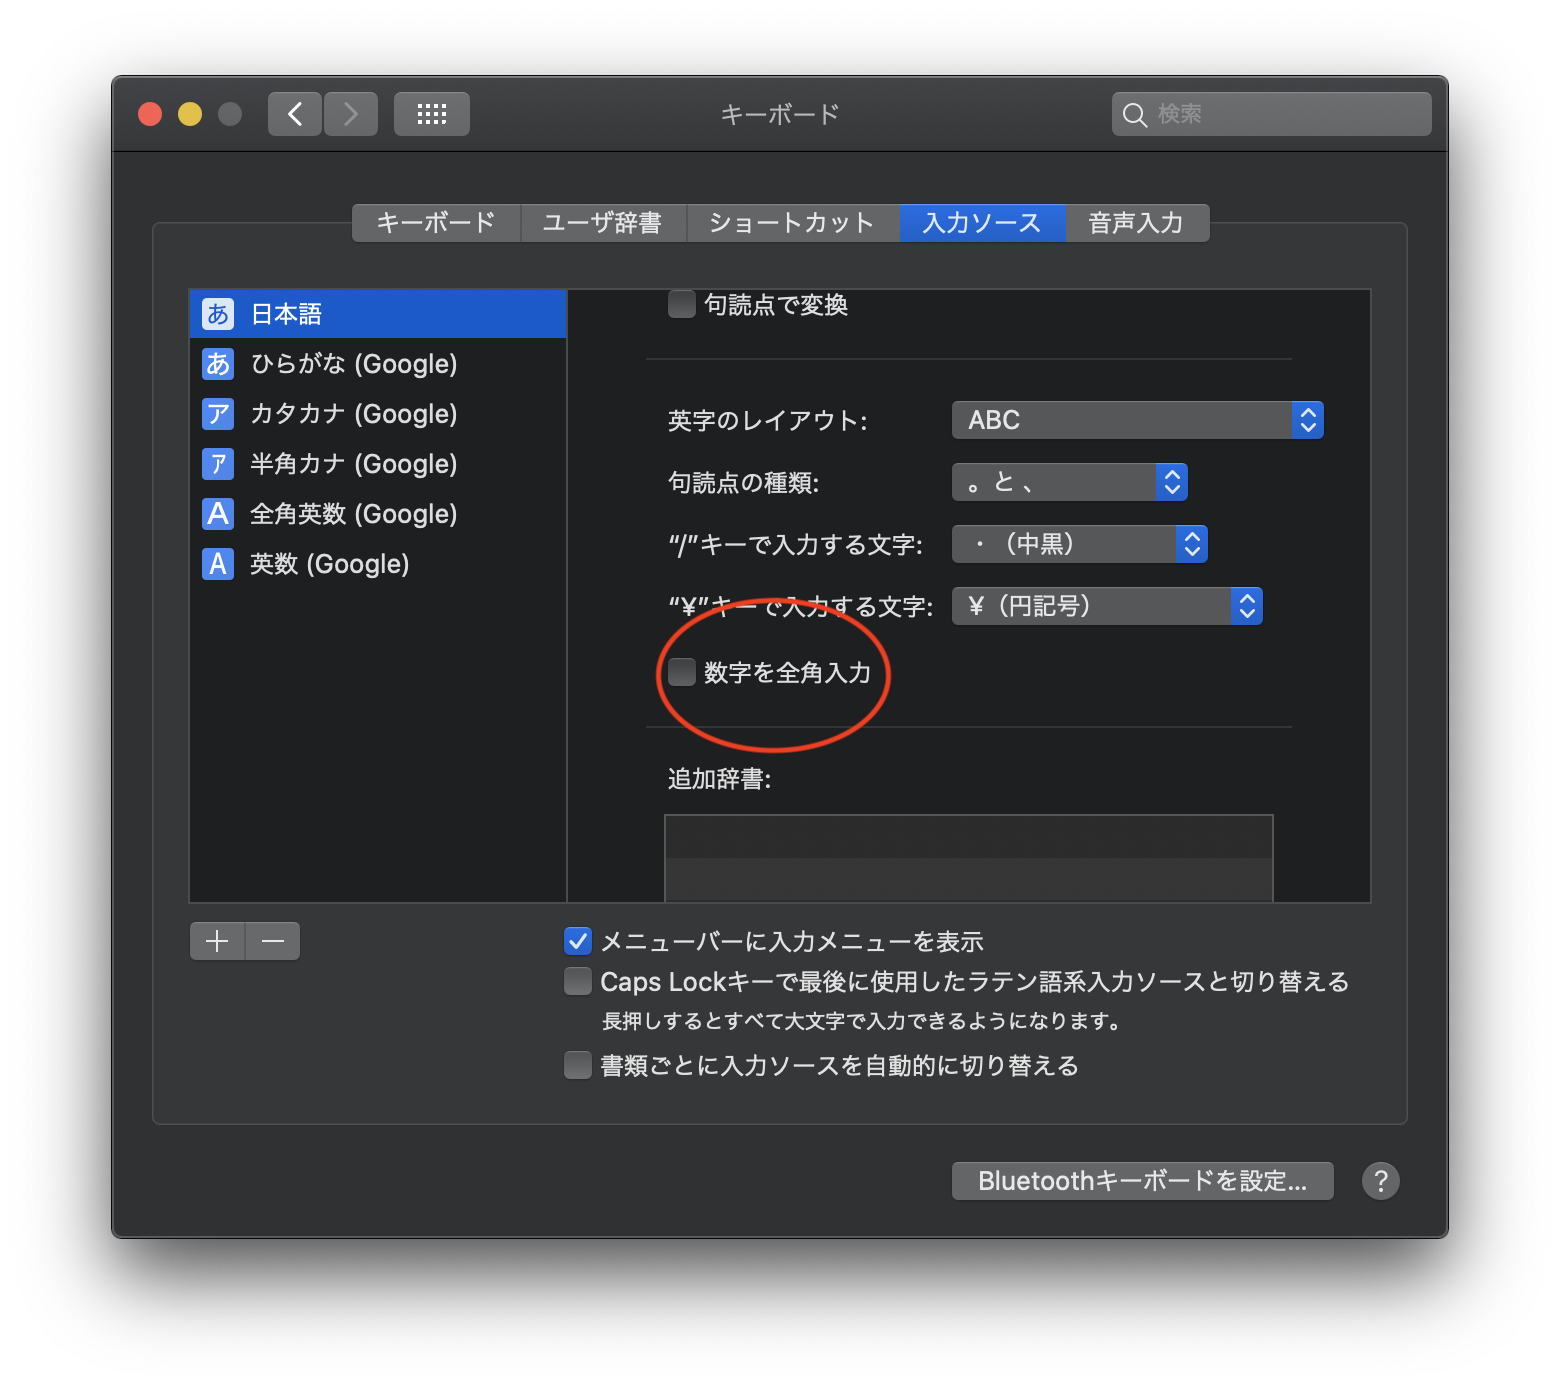 キーボード
検索
キーボード
ユーザ辞書
ショートカット
入力ソース
音声入力
あ 日本語
あ ひらがな (Google)
ア カタカナ (Google)
ア 半角カナ (Google)
A 全角英数 (Google)
A 英数 (Google)
句読点で変換
英字のレイアウト: ABC
句読点の種類: 。と 、
“/”キーで入力する文字: ・（中黒）
“¥”キーで入力する文字: ¥（円記号）
数字を全角入力
追加辞書:
メニューバーに入力メニューを表示
Caps Lockキーで最後に使用したラテン語系入力ソースと切り替える
長押しするとすべて大文字で入力できるようになります。
書類ごとに入力ソースを自動的に切り替える
Bluetoothキーボードを設定...
?